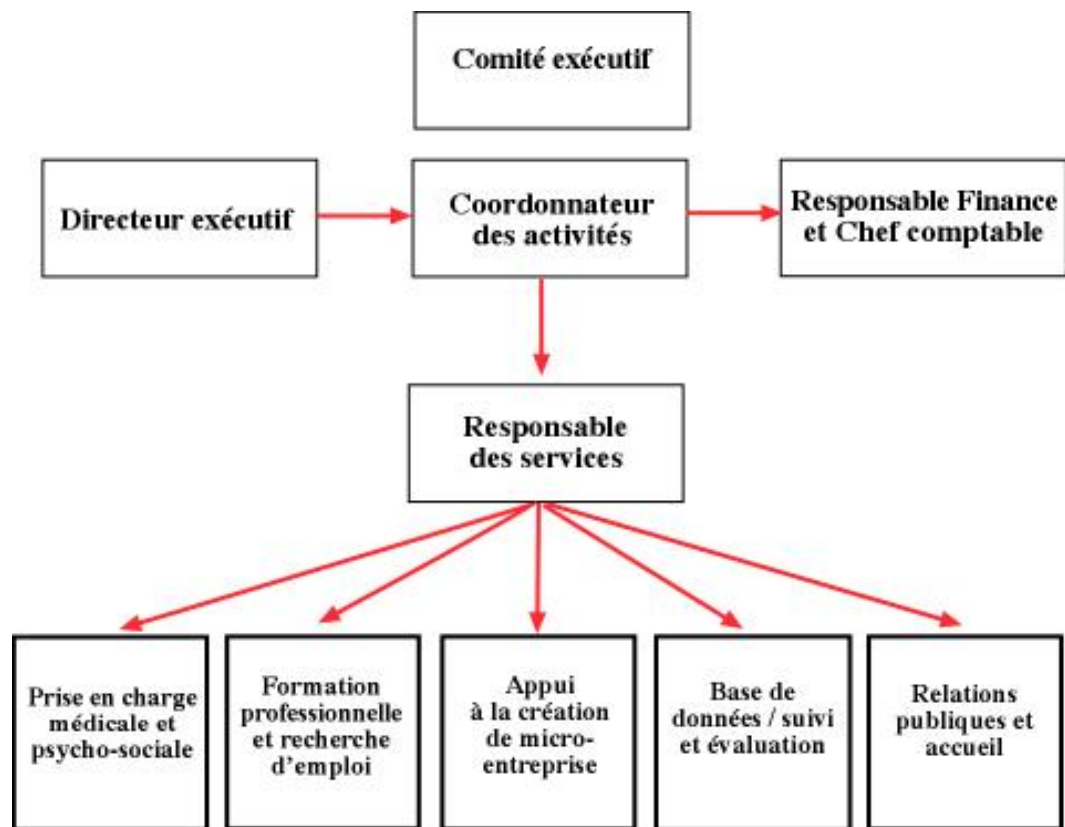 Comité exécutif
Directeur exécutif
Coordonnateur
des activités
Responsable Finance
et Chef comptable
Responsable
des services
Prise en charge
médicale et
psycho-sociale
Formation
professionnelle
et recherche
d'emploi
Appui
à la création
de micro-
entreprise
Base de
données / suivi
et évaluation
Relations
publiques et
accueil